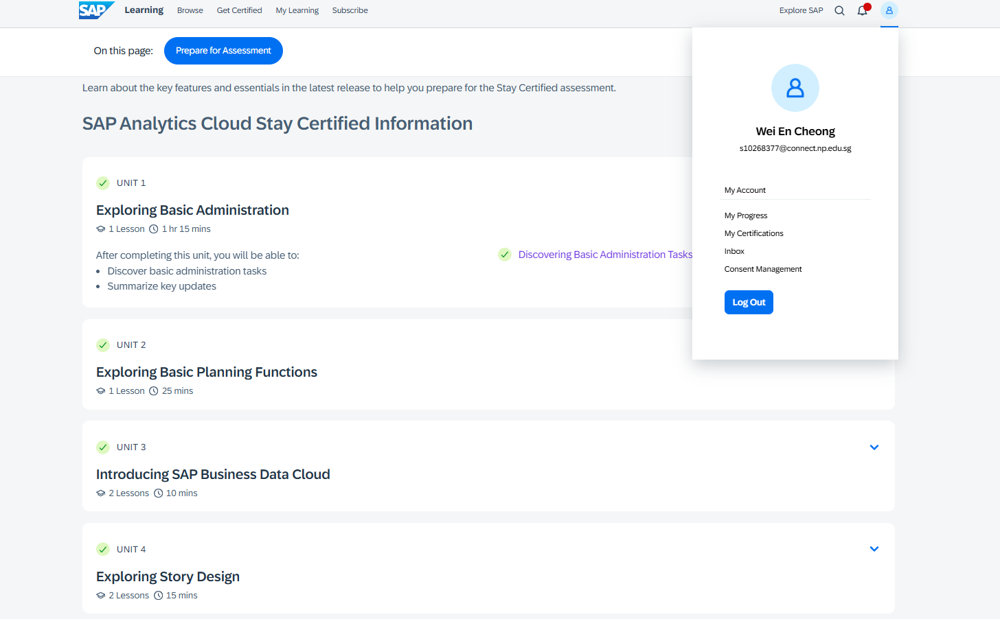 SAP Learning Browse Get Certified My Learning Subscribe Explore SAP
On this page: Prepare for Assessment
Learn about the key features and essentials in the latest release to help you prepare for the Stay Certified assessment.
SAP Analytics Cloud Stay Certified Information
UNIT 1
Exploring Basic Administration
1 Lesson 1 hr 15 mins
After completing this unit, you will be able to:
• Discover basic administration tasks
• Summarize key updates
Discovering Basic Administration Tasks
UNIT 2
Exploring Basic Planning Functions
1 Lesson 25 mins
UNIT 3
Introducing SAP Business Data Cloud
2 Lessons 10 mins
UNIT 4
Exploring Story Design
2 Lessons 15 mins
Wei En Cheong
s10268377@connect.np.edu.sg
My Account
My Progress
My Certifications
Inbox
Consent Management
Log Out